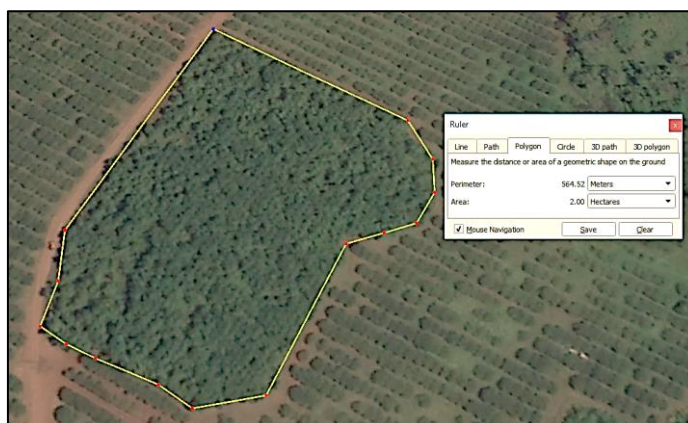 Ruler
Line Path Polygon Circle 3D path 3D polygon
Measure the distance or area of a geometric shape on the ground
Perimeter: 564.52 Meters
Area: 2.00 Hectares
Mouse Navigation Save Clear